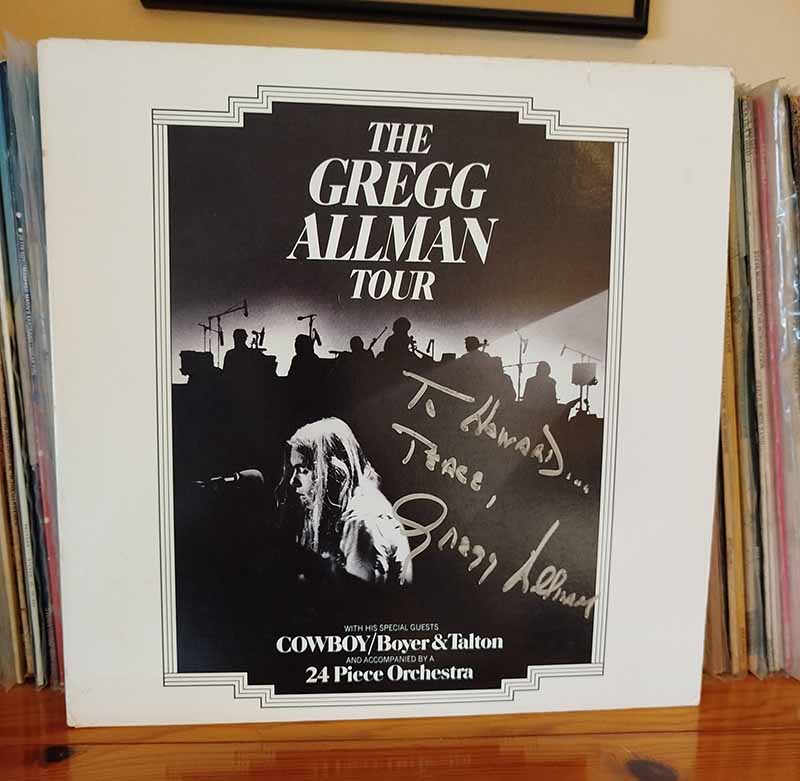 THE
GREGG
ALLMAN
TOUR
To Howard...
Peace,
Gregg Allman
WITH HIS SPECIAL GUESTS
COWBOY/Boyer & Talton
AND ACCOMPANIED BY A
24 Piece Orchestra